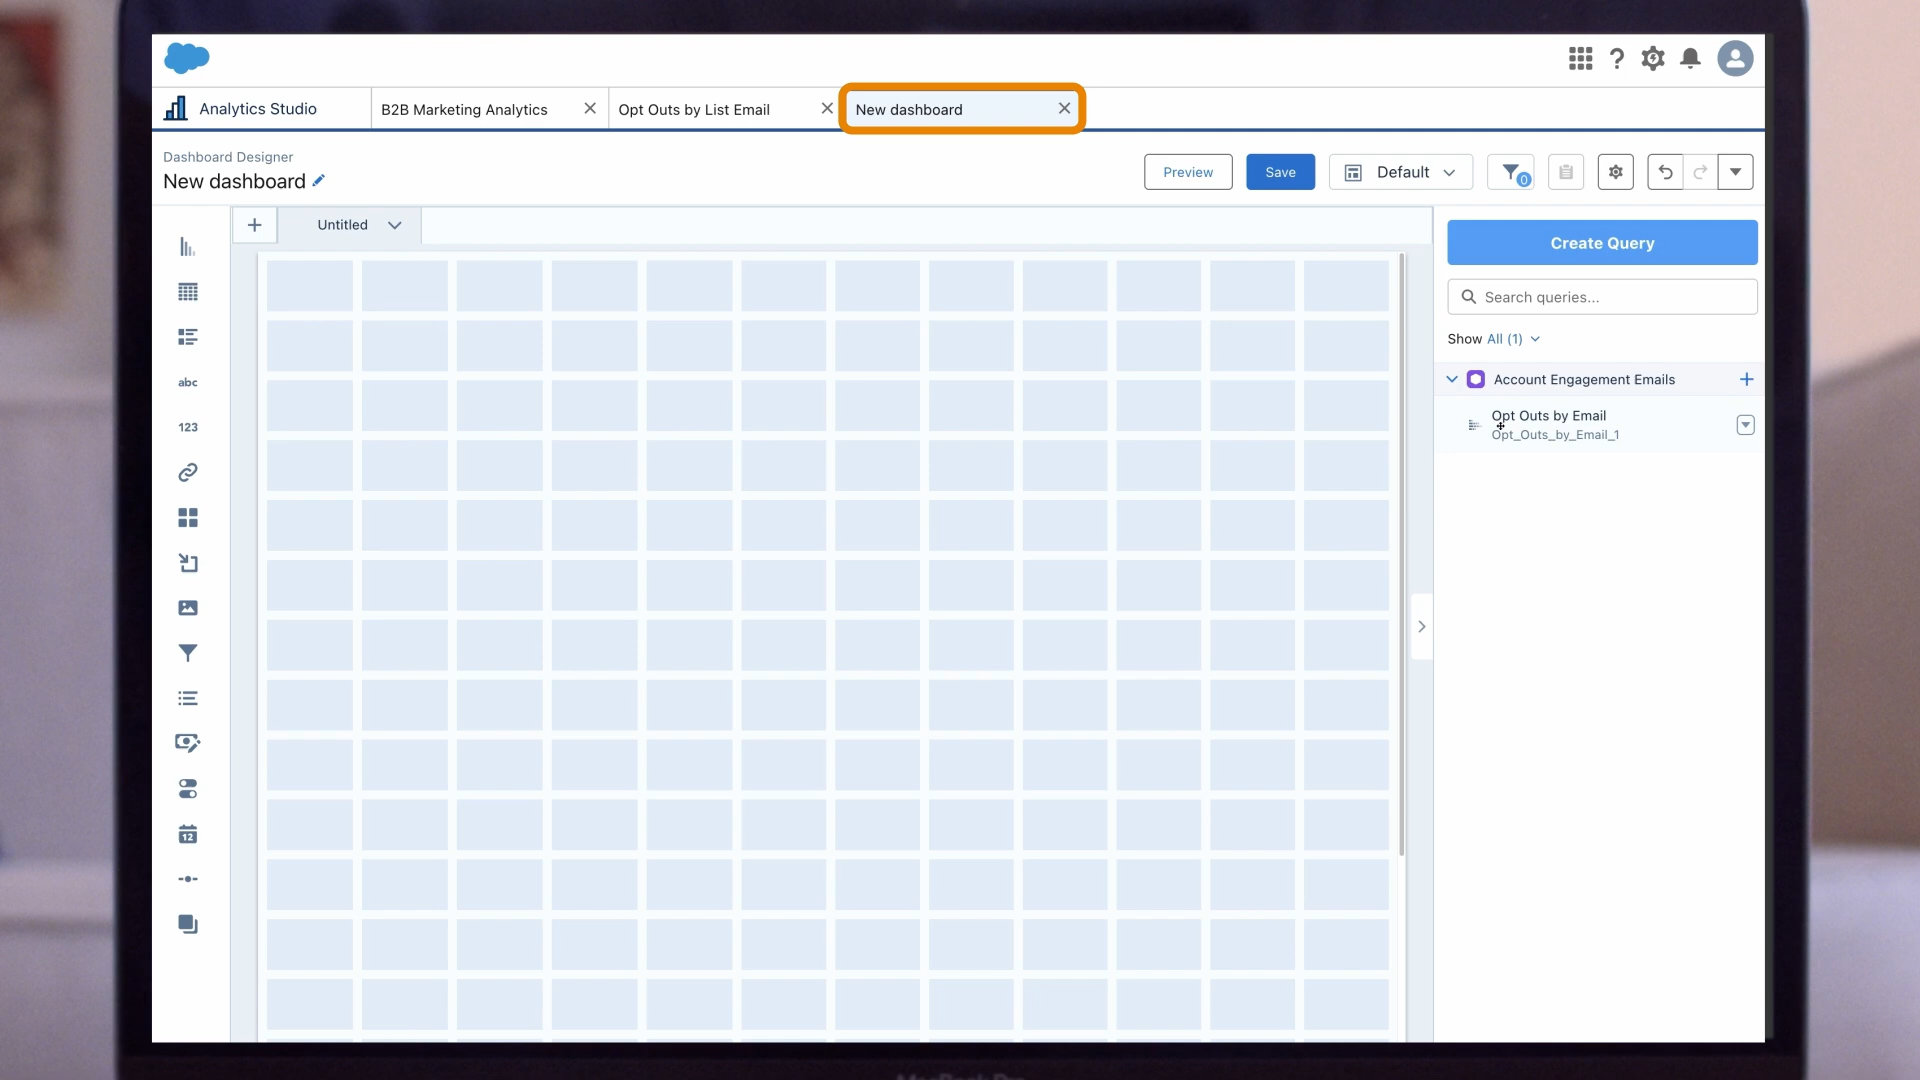 Analytics Studio
B2B Marketing Analytics
Opt Outs by List Email
New dashboard
Dashboard Designer
New dashboard
Preview
Save
Default
0
Untitled
Create Query
Search queries...
Show All (1)
Account Engagement Emails
Opt Outs by Email
Opt_Outs_by_Email_1
abc
123
12
MacBook Pro